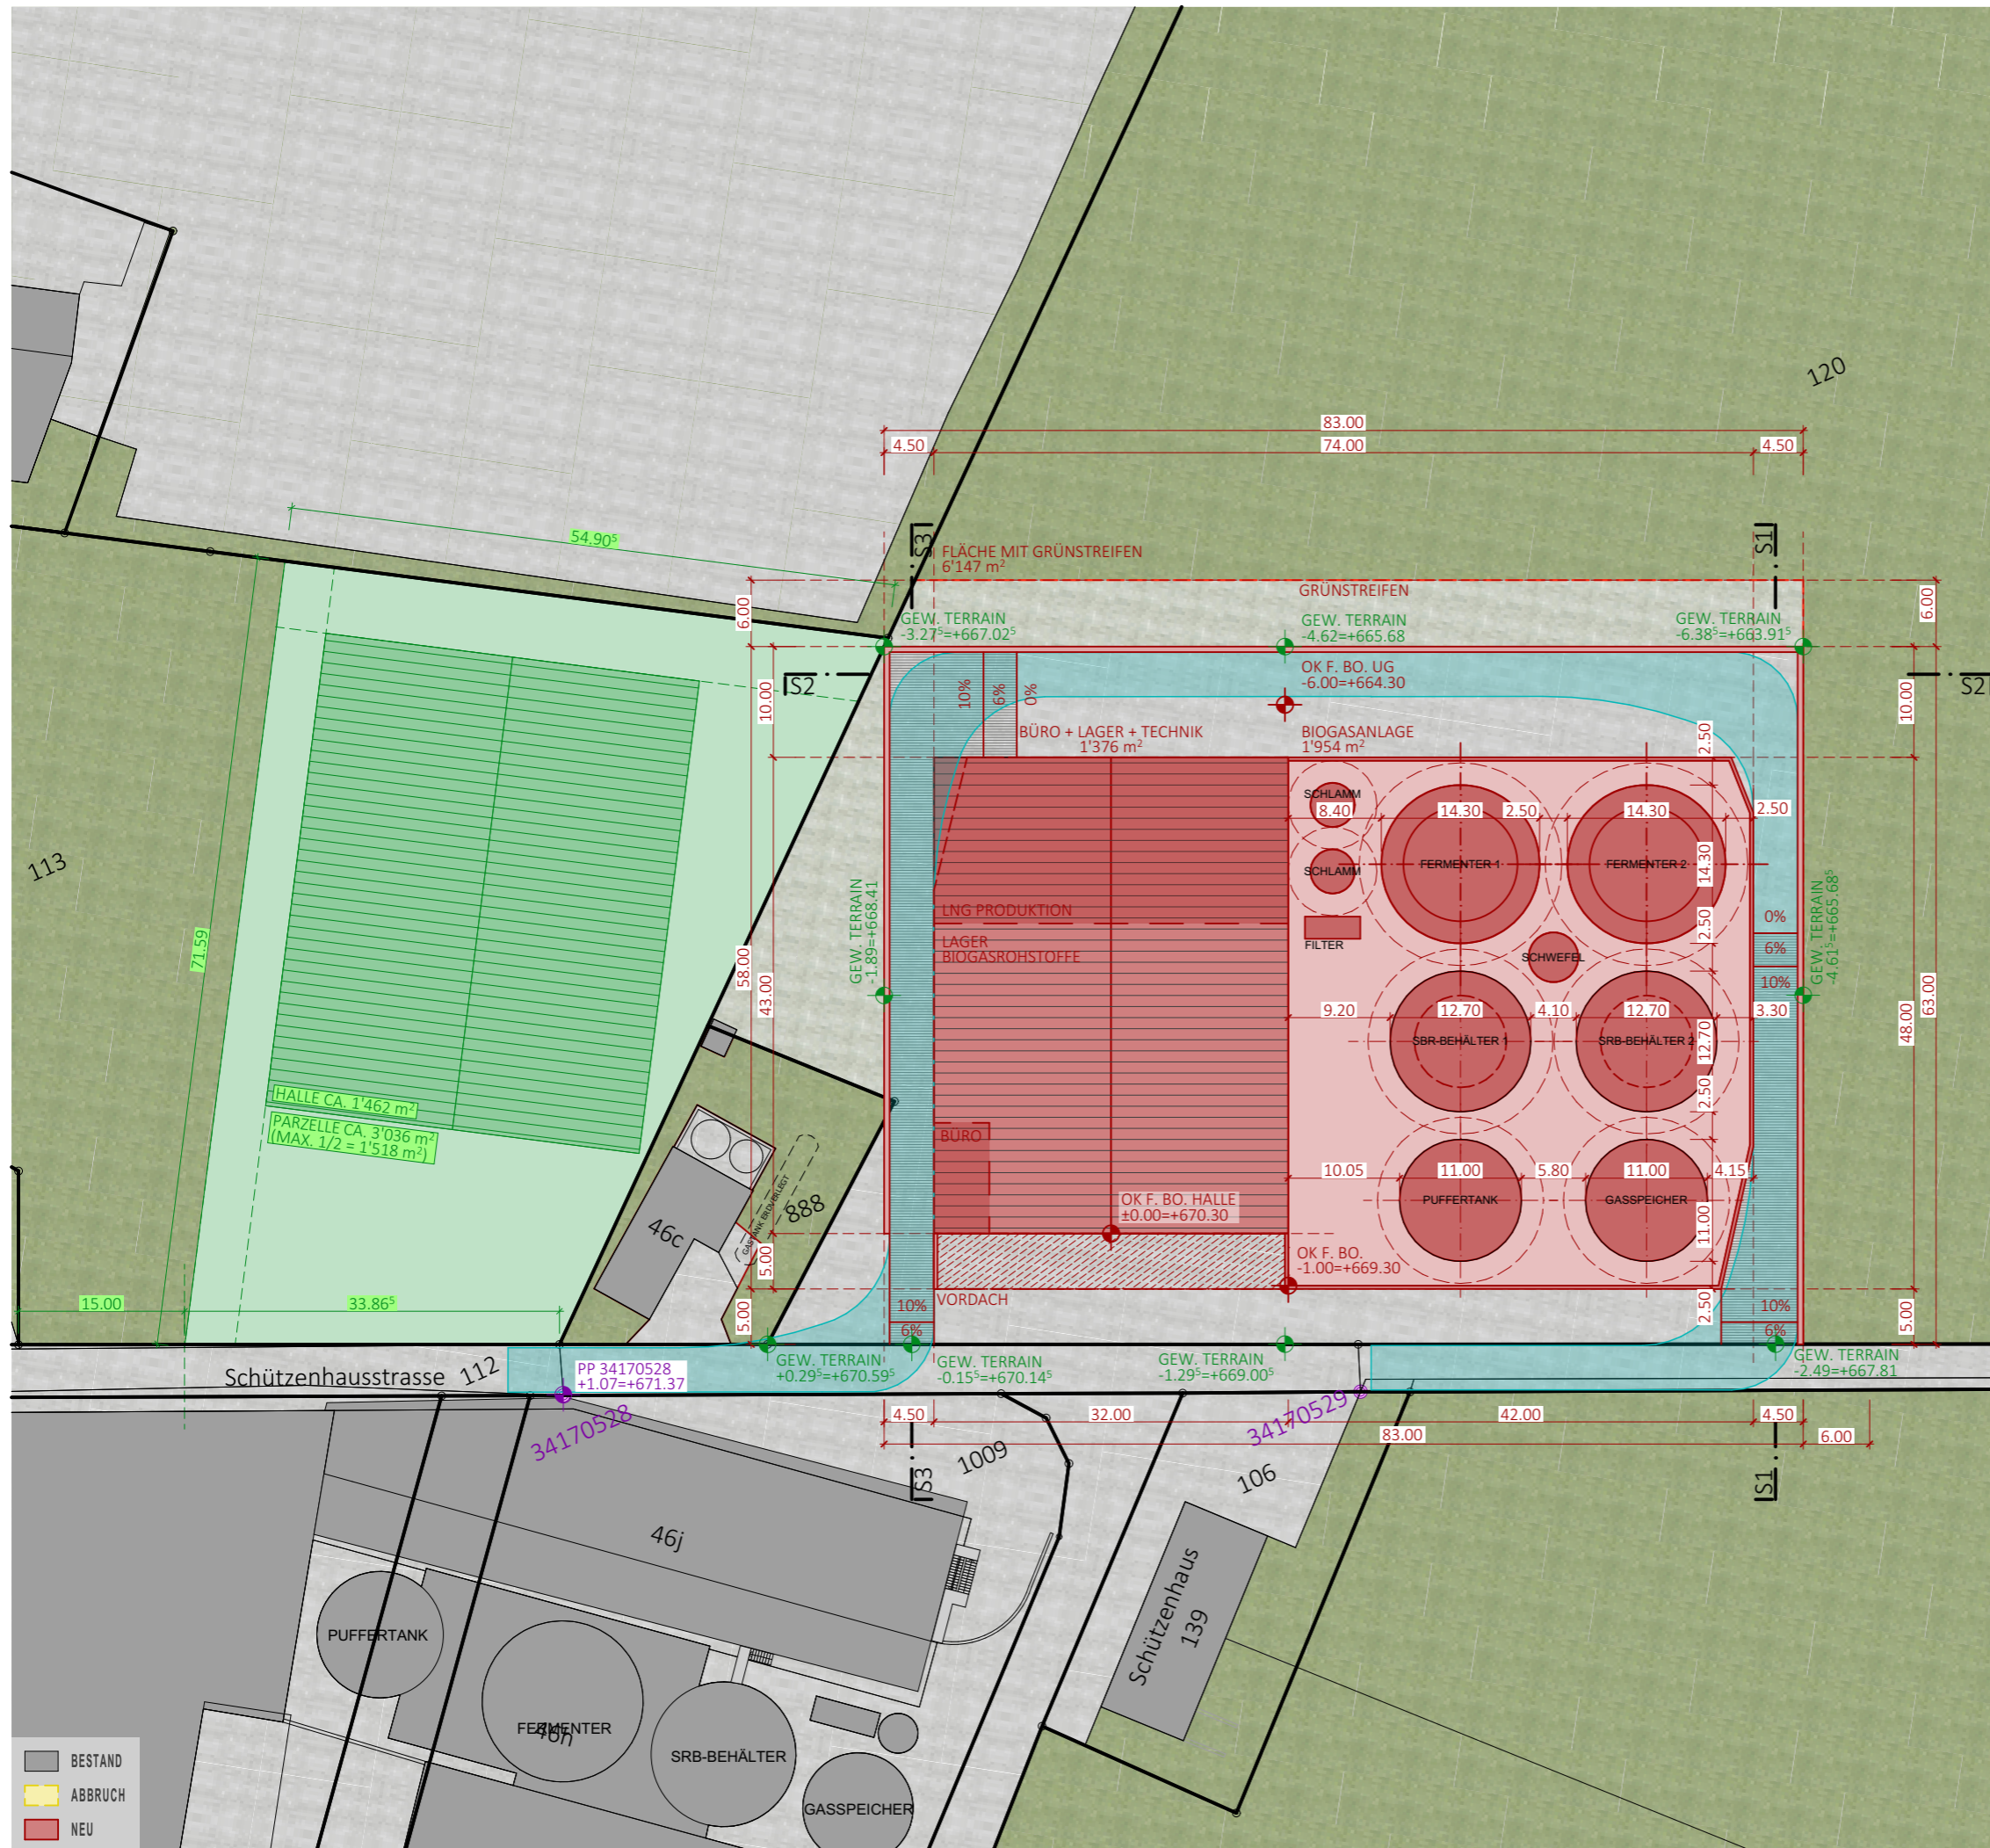 120
83.00
4.50
74.00
4.50
54.90⁵
S3
S1
FLÄCHE MIT GRÜNSTREIFEN
6'147 m²
GRÜNSTREIFEN
6.00
6.00
GEW. TERRAIN
-3.27⁵=+667.02⁵
GEW. TERRAIN
-4.62=+665.68
GEW. TERRAIN
-6.38⁵=+663.91⁵
S2
S2
OK F. BO. UG
-6.00=+664.30
10%
6%
0%
10.00
10.00
BÜRO + LAGER + TECHNIK
1'376 m²
BIOGASANLAGE
1'954 m²
2.50
SCHLAMM
8.40
14.30
2.50
14.30
2.50
113
SCHLAMM
FERMENTER 1
FERMENTER 2
14.30
GEW. TERRAIN
-1.89=+668.41
LNG PRODUKTION
LAGER
BIOGASROHSTOFFE
FILTER
SCHWEFEL
2.50
0%
6%
10%
GEW. TERRAIN
-4.61⁵=+665.68⁵
71.59
58.00
43.00
48.00
63.00
9.20
12.70
4.10
12.70
3.30
SBR-BEHÄLTER 1
SRB-BEHÄLTER 2
12.70
2.50
HALLE CA. 1'462 m²
PARZELLE CA. 3'036 m²
(MAX. 1/2 = 1'518 m²)
BÜRO
10.05
11.00
5.80
11.00
4.15
PUFFERTANK
GASSPEICHER
11.00
46c
GASTANK ERDVERLEGT
888
OK F. BO. HALLE
±0.00=+670.30
OK F. BO.
-1.00=+669.30
5.00
5.00
VORDACH
2.50
5.00
15.00
33.86⁵
10%
6%
10%
6%
Schützenhausstrasse
112
PP 34170528
+1.07=+671.37
GEW. TERRAIN
+0.29⁵=+670.59⁵
GEW. TERRAIN
-0.15⁵=+670.14⁵
GEW. TERRAIN
-1.29⁵=+669.00⁵
GEW. TERRAIN
-2.49=+667.81
34170528
34170529
4.50
32.00
42.00
4.50
83.00
6.00
S3
S1
1009
106
46j
Schützenhaus
139
PUFFERTANK
FERMENTER
46h
SRB-BEHÄLTER
GASSPEICHER
BESTAND
ABBRUCH
NEU